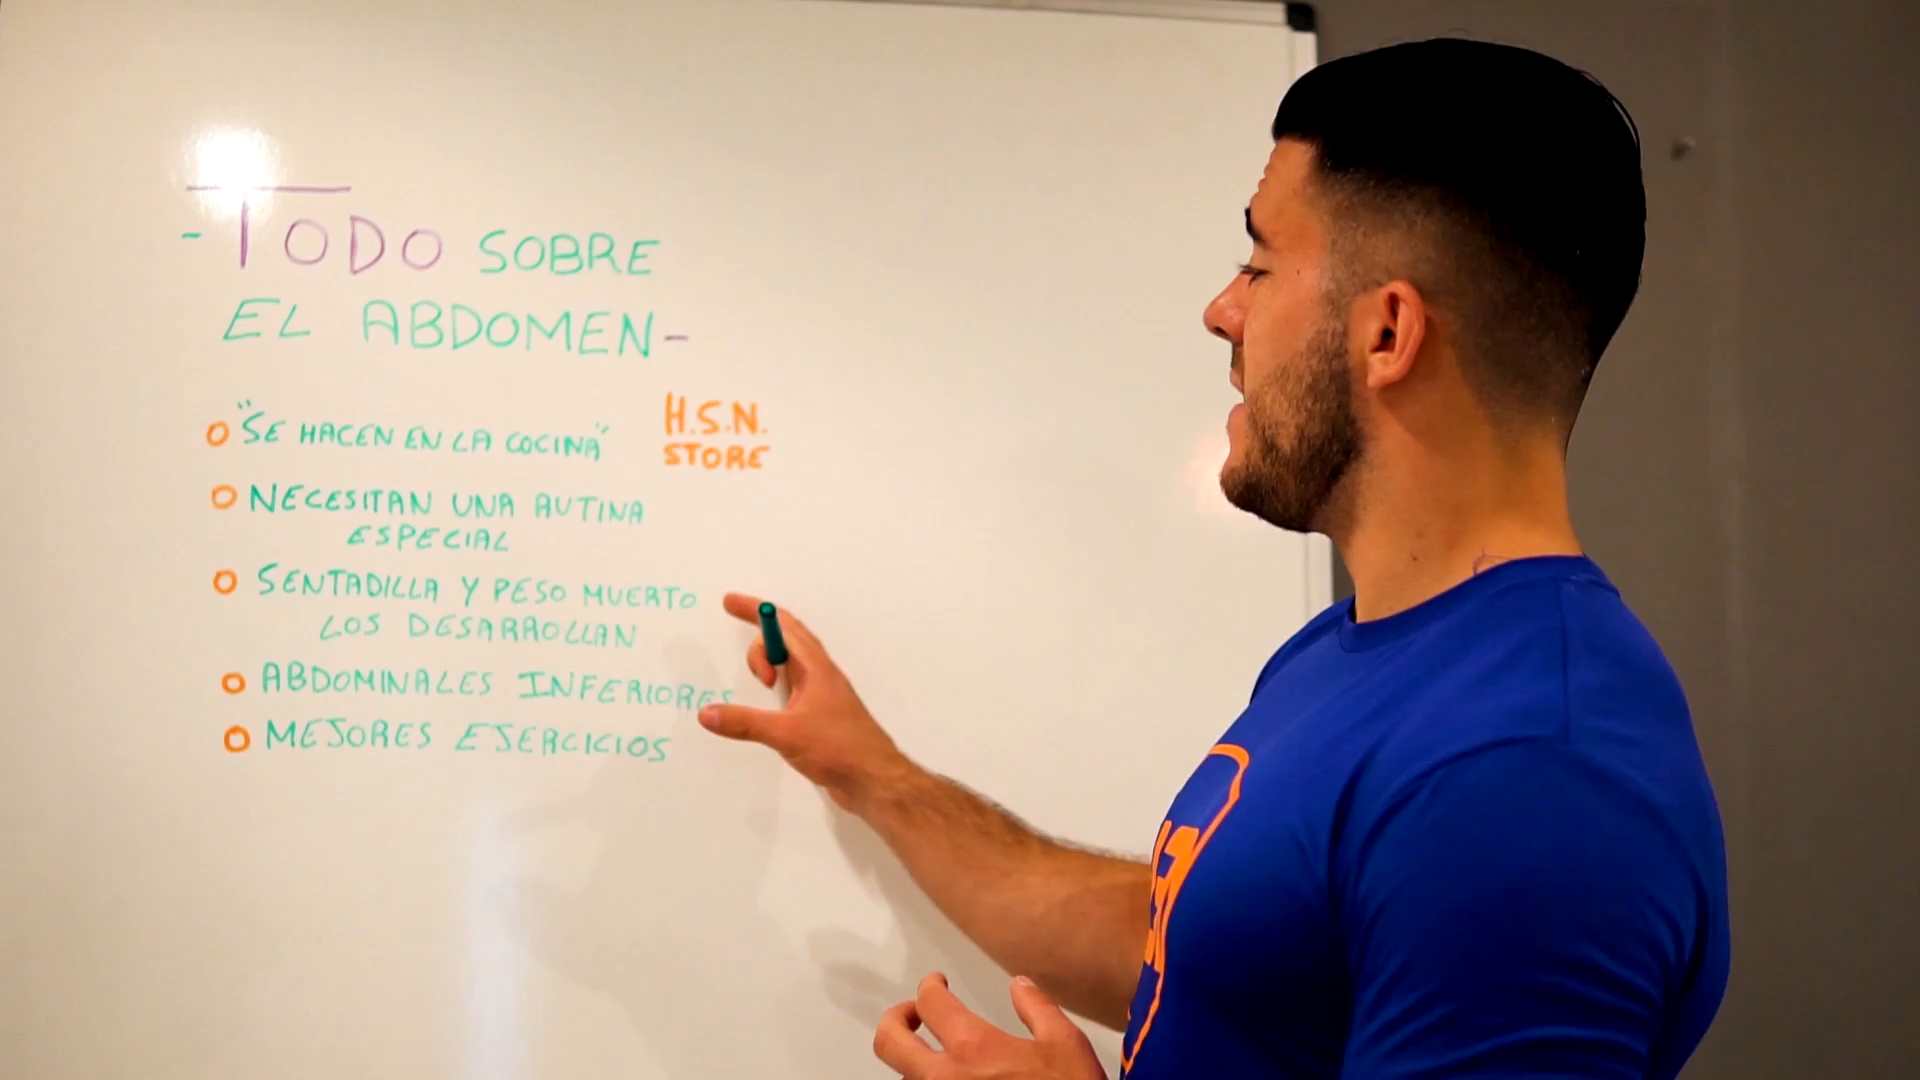 - TODO SOBRE
EL ABDOMEN -
"SE HACEN EN LA COCINA"
H.S.N.
STORE
NECESITAN UNA RUTINA
ESPECIAL
SENTADILLA Y PESO MUERTO
LOS DESARROLLAN
ABDOMINALES INFERIORES
MEJORES EJERCICIOS